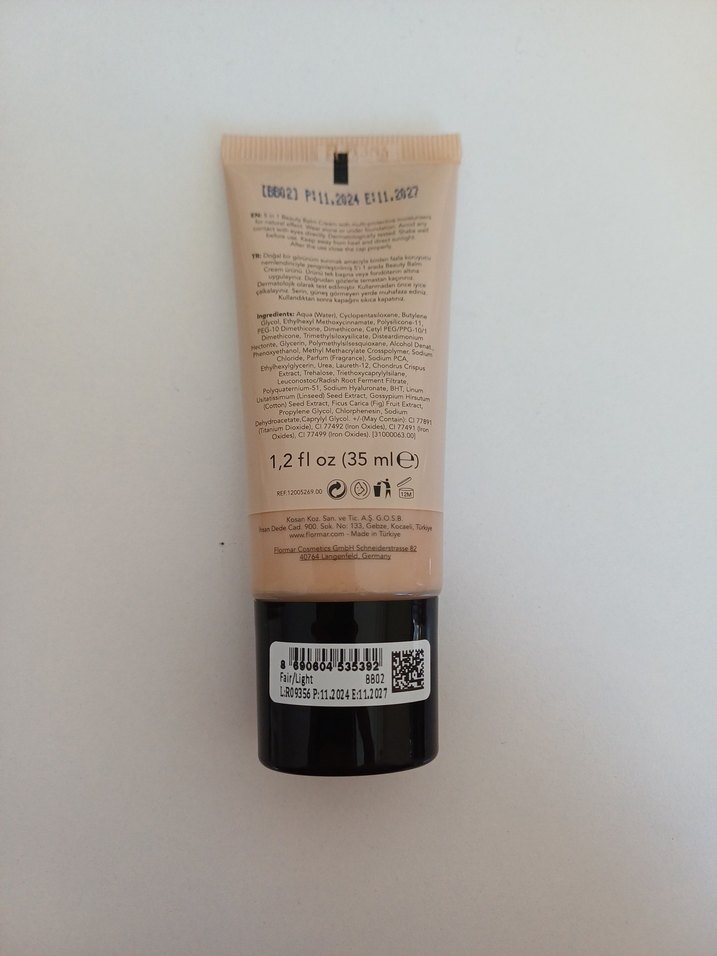 [BB02] P:11.2024 E:11.2027
EN: 5 in 1 Beauty Balm Cream with multi-protective moisturisers
for natural effect. Wear alone or under foundation. Avoid any
contact with eyes directly. Dermatologically tested. Shake well
before use. Keep away from heat and direct sunlight.
After the use close the cap properly.
TR: Doğal bir görünüm sunmak amacıyla birden fazla koruyucu
nemlendiriciyle zenginleştirilmiş 5'i 1 arada Beauty Balm
Cream ürünü. Ürünü tek başına veya fondötenin altına
uygulayınız. Doğrudan gözlerle temastan kaçınınız.
Dermatolojik olarak test edilmiştir. Kullanmadan önce iyice
çalkalayınız. Serin, güneş görmeyen yerde muhafaza ediniz.
Kullandıktan sonra kapağını sıkıca kapatınız.
Ingredients: Aqua (Water), Cyclopentasiloxane, Butylene
Glycol, Ethylhexyl Methoxycinnamate, Polysilicone-11,
PEG-10 Dimethicone, Dimethicone, Cetyl PEG/PPG-10/1
Dimethicone, Trimethylsiloxysilicate, Disteardimonium
Hectorite, Glycerin, Polymethylsilsesquioxane, Alcohol Denat.,
Phenoxyethanol, Methyl Methacrylate Crosspolymer, Sodium
Chloride, Parfum (Fragrance), Sodium PCA,
Ethylhexylglycerin, Urea, Laureth-12, Chondrus Crispus
Extract, Trehalose, Triethoxycaprylylsilane,
Leuconostoc/Radish Root Ferment Filtrate,
Polyquaternium-51, Sodium Hyaluronate, BHT, Linum
Usitatissimum (Linseed) Seed Extract, Gossypium Hirsutum
(Cotton) Seed Extract, Ficus Carica (Fig) Fruit Extract,
Propylene Glycol, Chlorphenesin, Sodium
Dehydroacetate,Caprylyl Glycol. +/-(May Contain): CI 77891
(Titanium Dioxide), CI 77492 (Iron Oxides), CI 77491 (Iron
Oxides), CI 77499 (Iron Oxides). [31000063.00]
1,2 fl oz (35 ml ℮)
REF:12005269.00 12M
Kosan Koz. San. ve Tic. A.Ş. G.O.S.B.
İhsan Dede Cad. 900. Sok. No: 133, Gebze, Kocaeli, Türkiye
www.flormar.com - Made in Türkiye
Flormar Cosmetics GmbH Schneiderstrasse 82
40764 Langenfeld, Germany
8 690604 535392
Fair/Light BB02
L:R09356 P:11.2024 E:11.2027